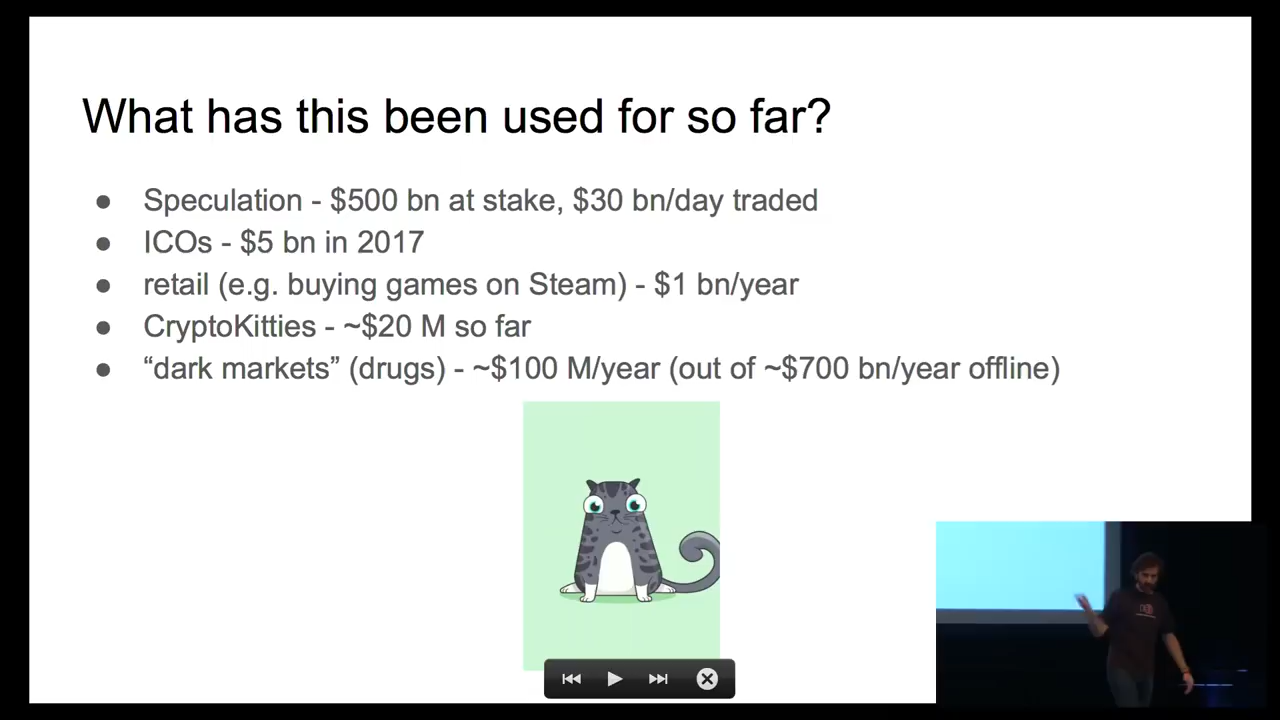 What has this been used for so far?
● Speculation - $500 bn at stake, $30 bn/day traded
● ICOs - $5 bn in 2017
● retail (e.g. buying games on Steam) - $1 bn/year
● CryptoKitties - ~$20 M so far
● “dark markets” (drugs) - ~$100 M/year (out of ~$700 bn/year offline)